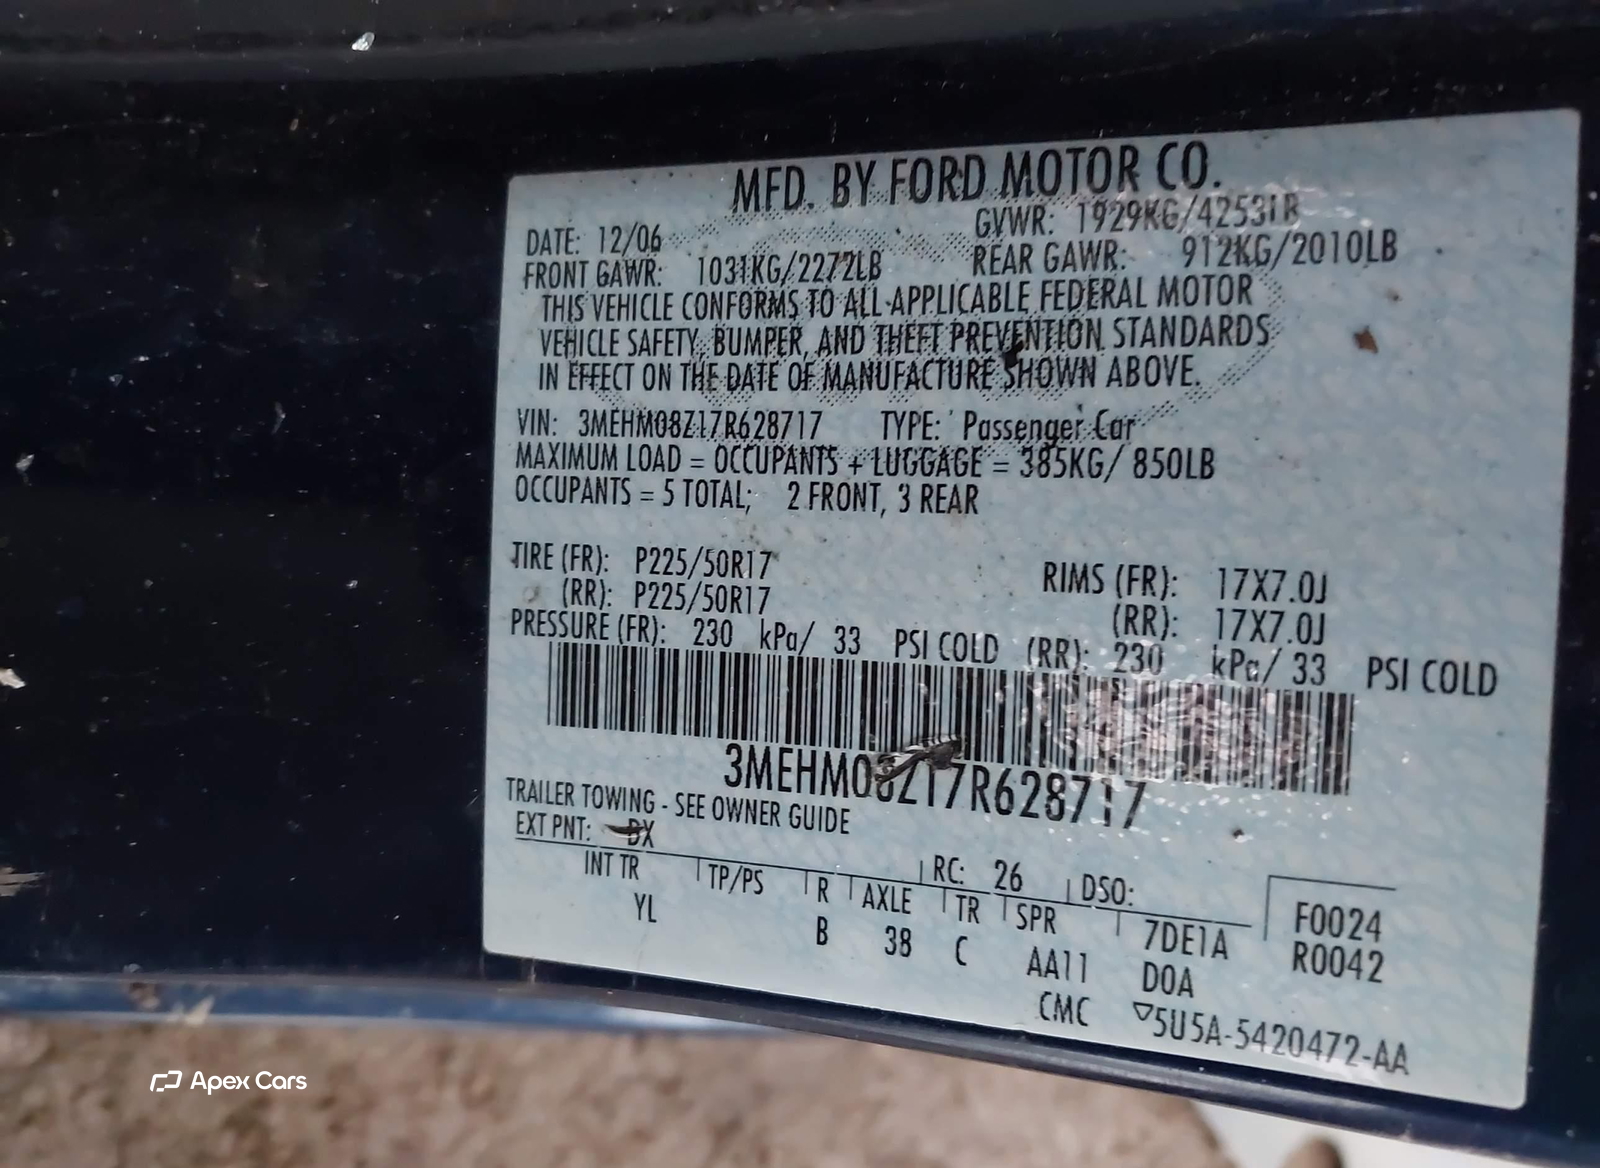 MFD. BY FORD MOTOR CO.
DATE: 12/06 GVWR: 1929KG/4253LB
FRONT GAWR: 1031KG/2272LB REAR GAWR: 912KG/2010LB
THIS VEHICLE CONFORMS TO ALL APPLICABLE FEDERAL MOTOR
VEHICLE SAFETY, BUMPER, AND THEFT PREVENTION STANDARDS
IN EFFECT ON THE DATE OF MANUFACTURE SHOWN ABOVE.
VIN: 3MEHM08Z17R628717 TYPE: Passenger Car
MAXIMUM LOAD = OCCUPANTS + LUGGAGE = 385KG/ 850LB
OCCUPANTS = 5 TOTAL; 2 FRONT, 3 REAR
TIRE (FR): P225/50R17 RIMS (FR): 17X7.0J
(RR): P225/50R17 (RR): 17X7.0J
PRESSURE (FR): 230 kPa/ 33 PSI COLD (RR): 230 kPa/ 33 PSI COLD
3MEHM08Z17R628717
TRAILER TOWING - SEE OWNER GUIDE
EXT PNT: DX RC: 26 DSO:
INT TR TP/PS R AXLE TR SPR 7DE1A F0024
YL B 38 C AA11 DOA R0042
CMC ▽5U5A-5420472-AA
Apex Cars